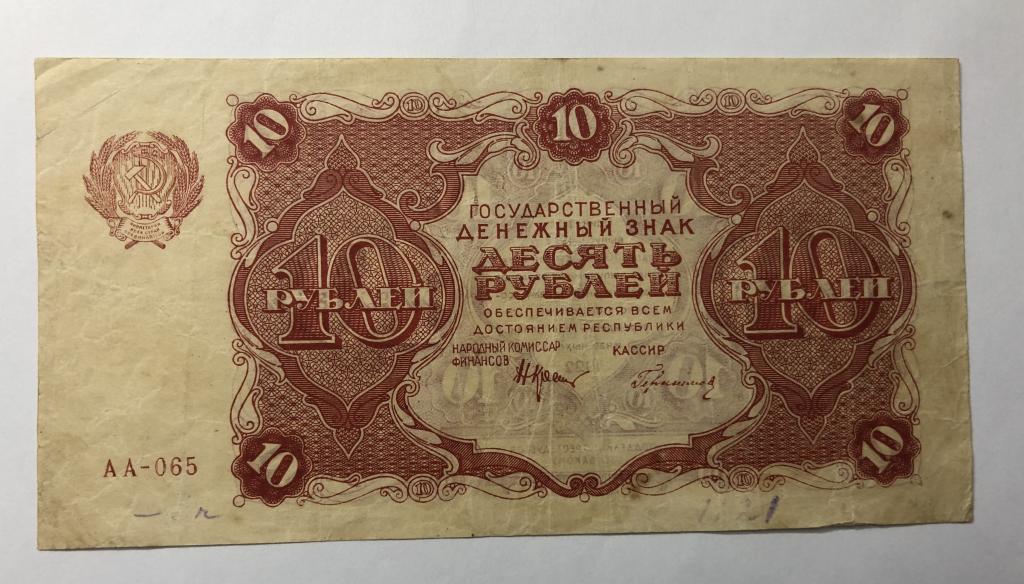 10 10 10
ГОСУДАРСТВЕННЫЙ
ДЕНЕЖНЫЙ ЗНАК
ДЕСЯТЬ
РУБЛЕЙ
10 РУБЛЕЙ
10 РУБЛЕЙ
ОБЕСПЕЧИВАЕТСЯ ВСЕМ
ДОСТОЯНИЕМ РЕСПУБЛИКИ
НАРОДНЫЙ КОМИССАР
ФИНАНСОВ
КАССИР
АА-065
10 10